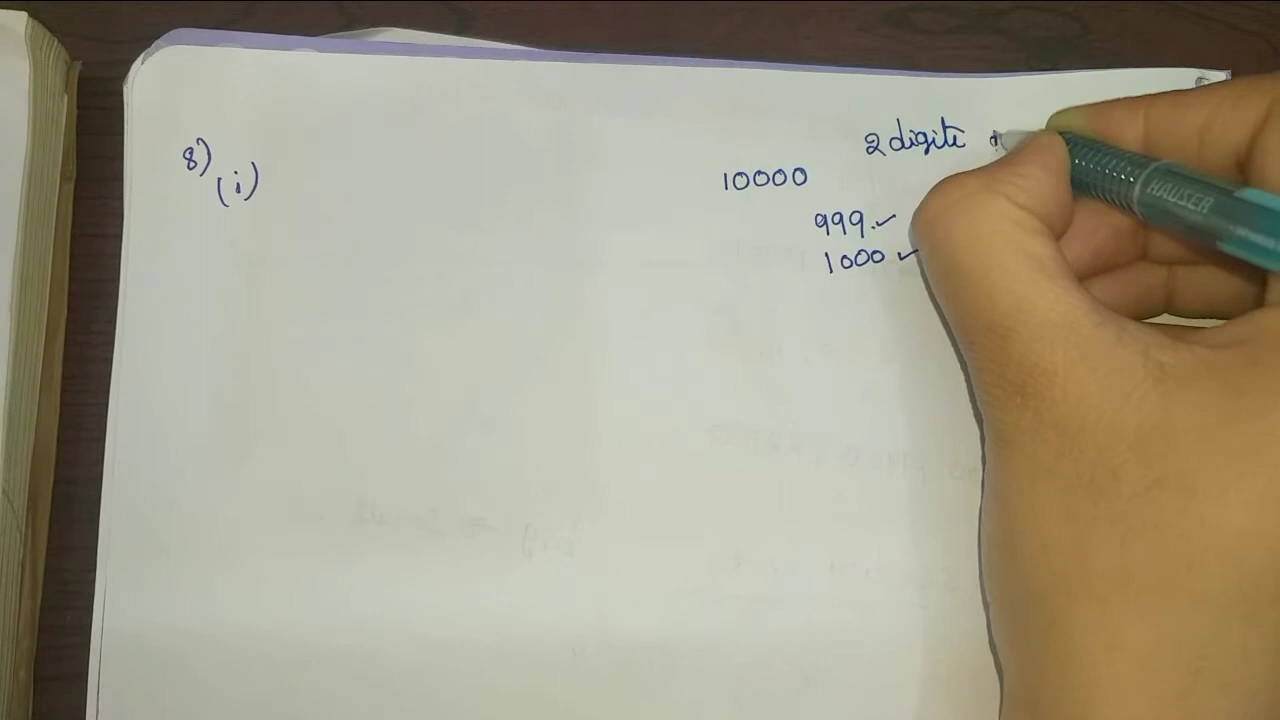 8)
(i)
2 digits
10000
999.✓
1000 ✓
HAUSER